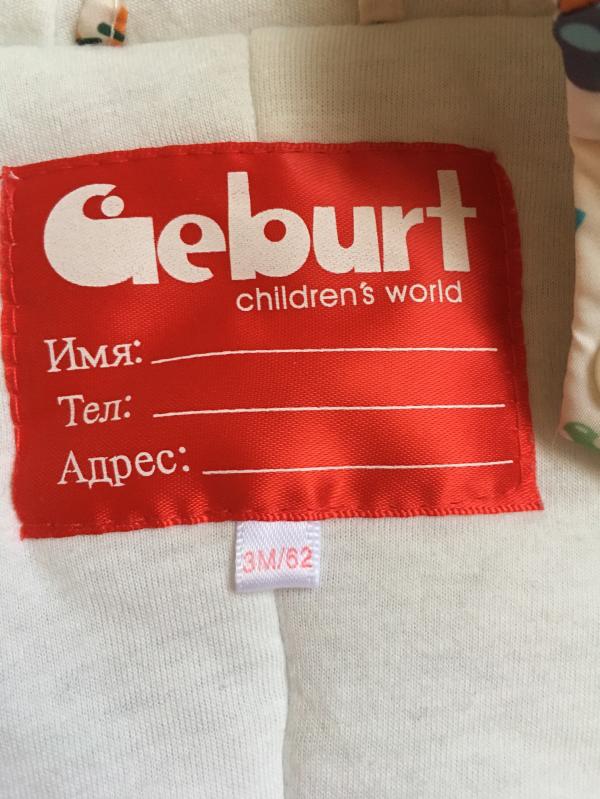 Geburt
children's world
Имя:
Тел:
Адрес:
3M/62